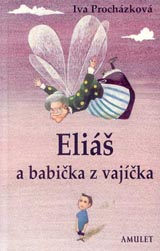 Iva Procházková
Eliáš
a babička z vajíčka
AMULET